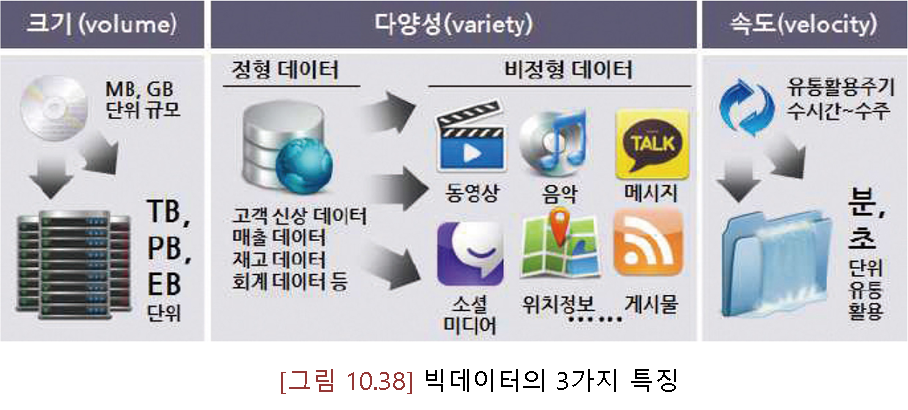 크기 (volume)
MB, GB
단위 규모
TB,
PB,
EB
단위
다양성(variety)
정형 데이터
고객 신상 데이터
매출 데이터
재고 데이터
회계 데이터 등
비정형 데이터
동영상
음악
TALK
메시지
소셜
미디어
위치정보
게시물
……
속도(velocity)
유통활용주기
수시간~수주
분,
초
단위
유통
활용
[그림 10.38] 빅데이터의 3가지 특징